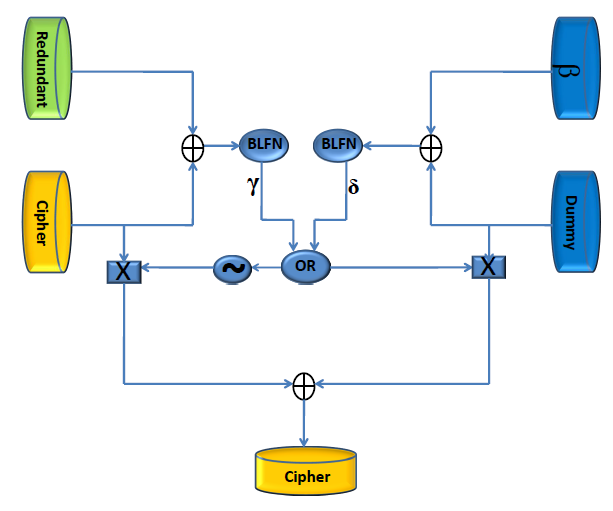 Redundant
β
BLFN
BLFN
γ
δ
Cipher
Dummy
X
~
OR
X
Cipher